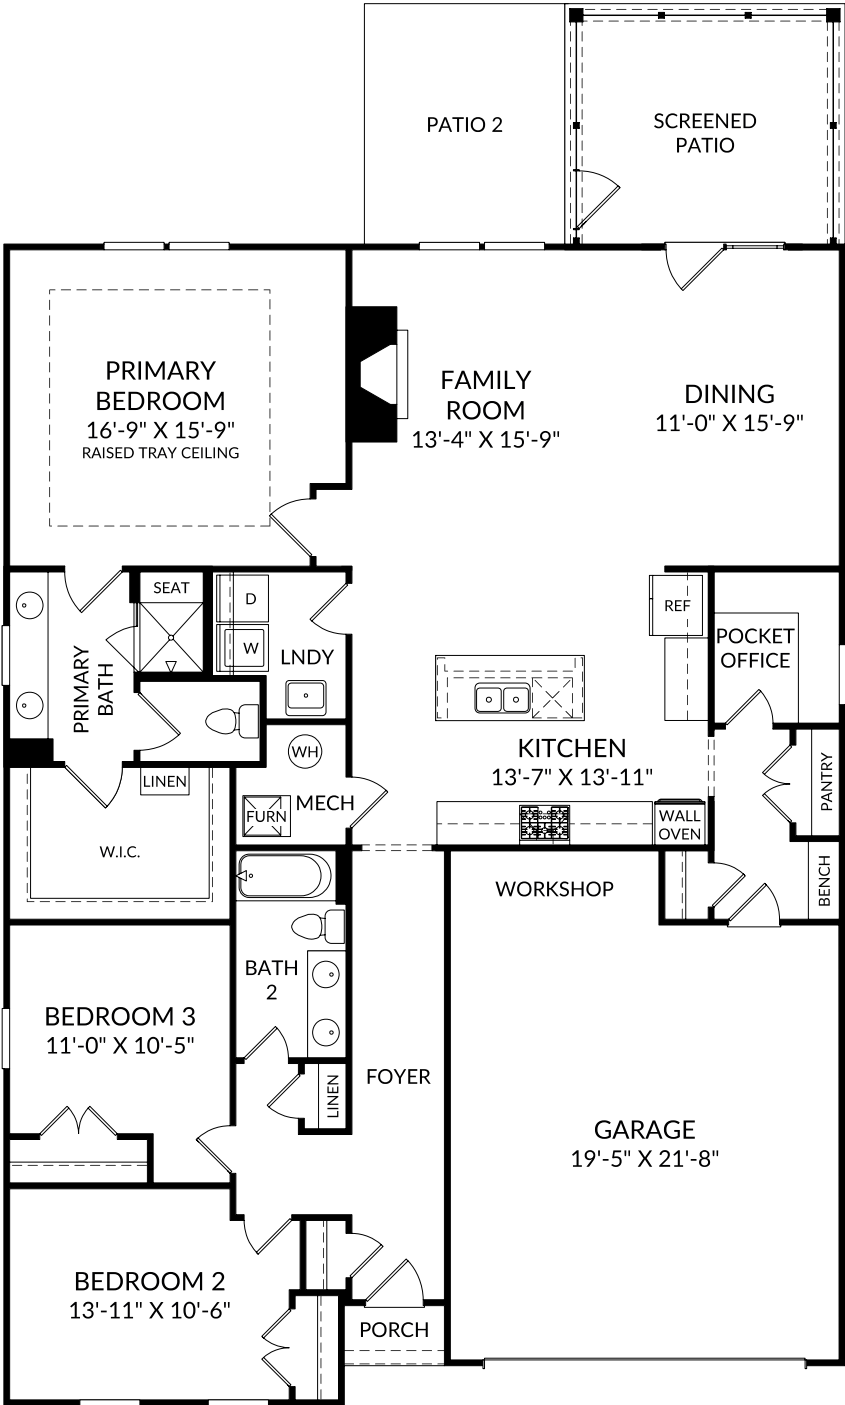 PATIO 2
SCREENED
PATIO
PRIMARY
BEDROOM
16'-9" X 15'-9"
RAISED TRAY CEILING
FAMILY
ROOM
13'-4" X 15'-9"
DINING
11'-0" X 15'-9"
SEAT
D
W
LNDY
PRIMARY
BATH
REF
POCKET
OFFICE
KITCHEN
13'-7" X 13'-11"
WH
MECH
FURN
LINEN
W.I.C.
WALL
OVEN
PANTRY
BENCH
WORKSHOP
BATH
2
BEDROOM 3
11'-0" X 10'-5"
FOYER
LINEN
GARAGE
19'-5" X 21'-8"
BEDROOM 2
13'-11" X 10'-6"
PORCH